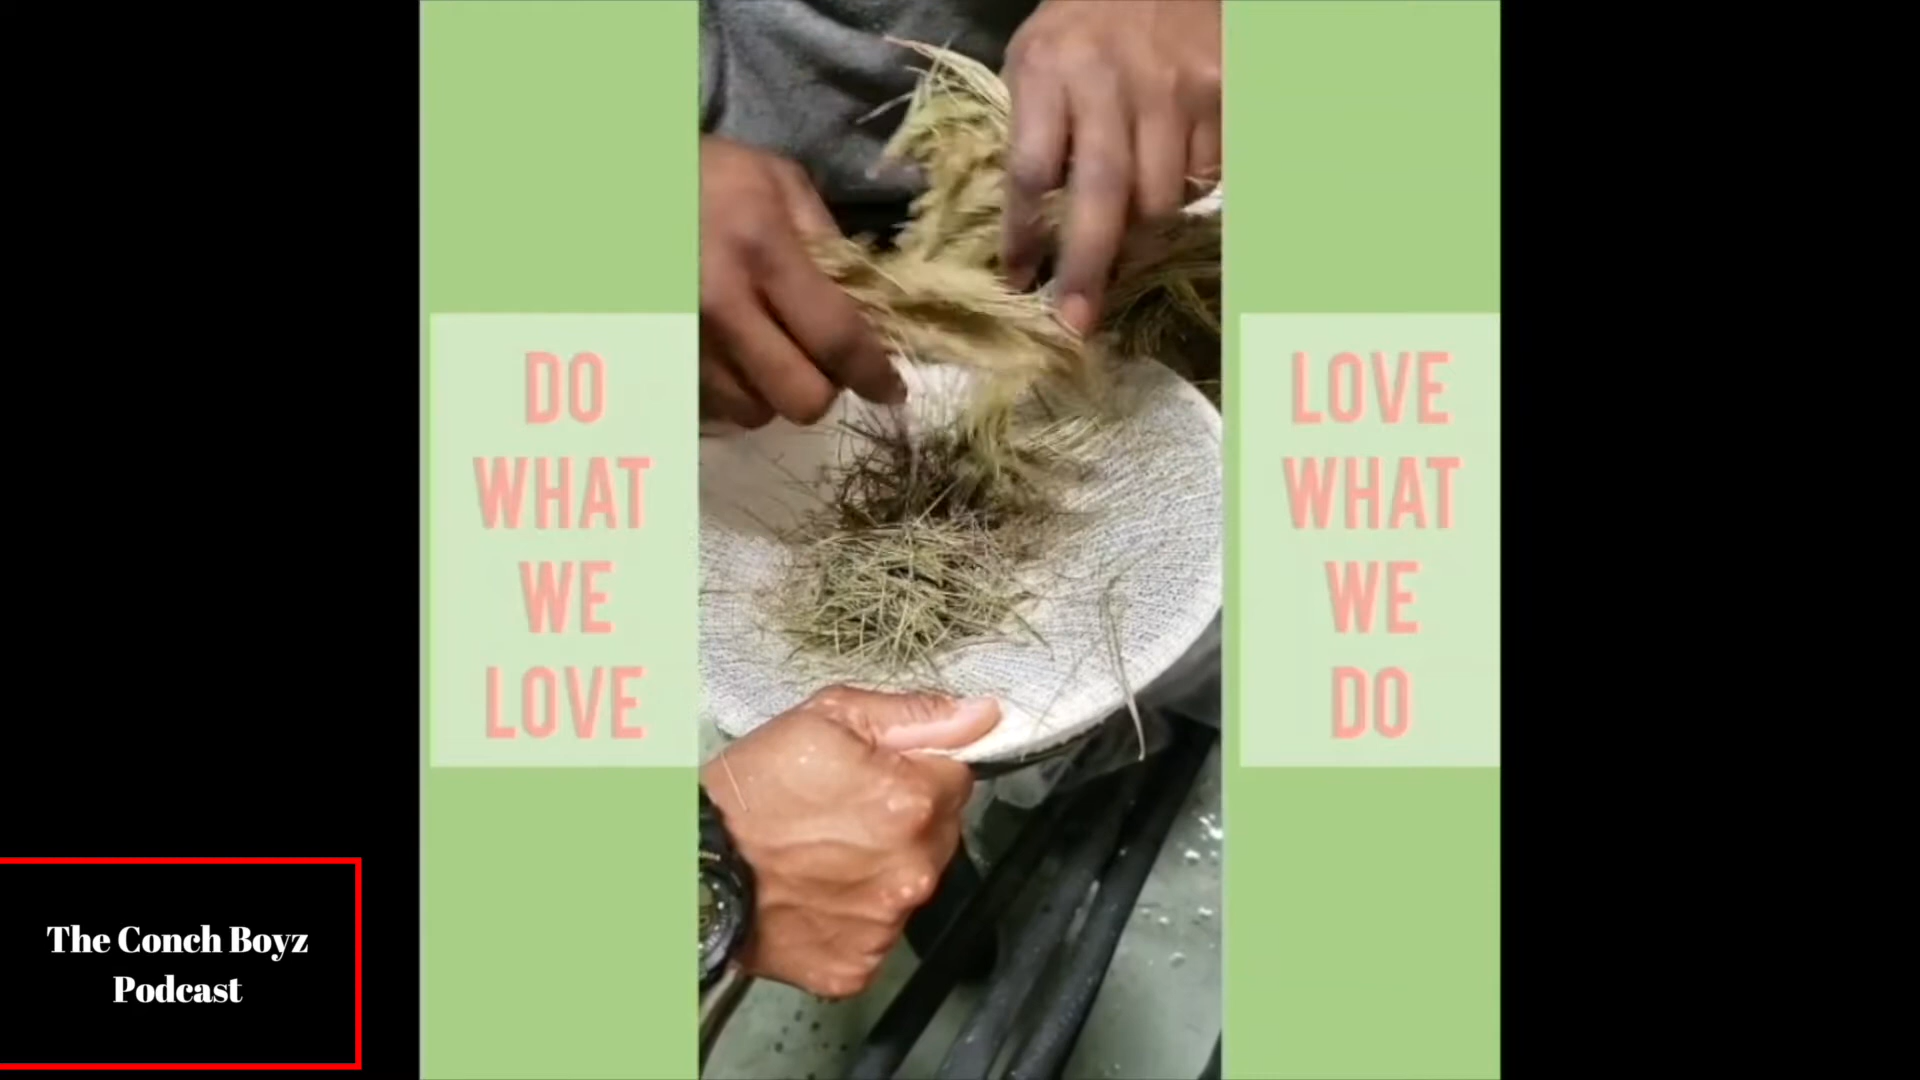 DO
WHAT
WE
LOVE
LOVE
WHAT
WE
DO
The Conch Boyz
Podcast